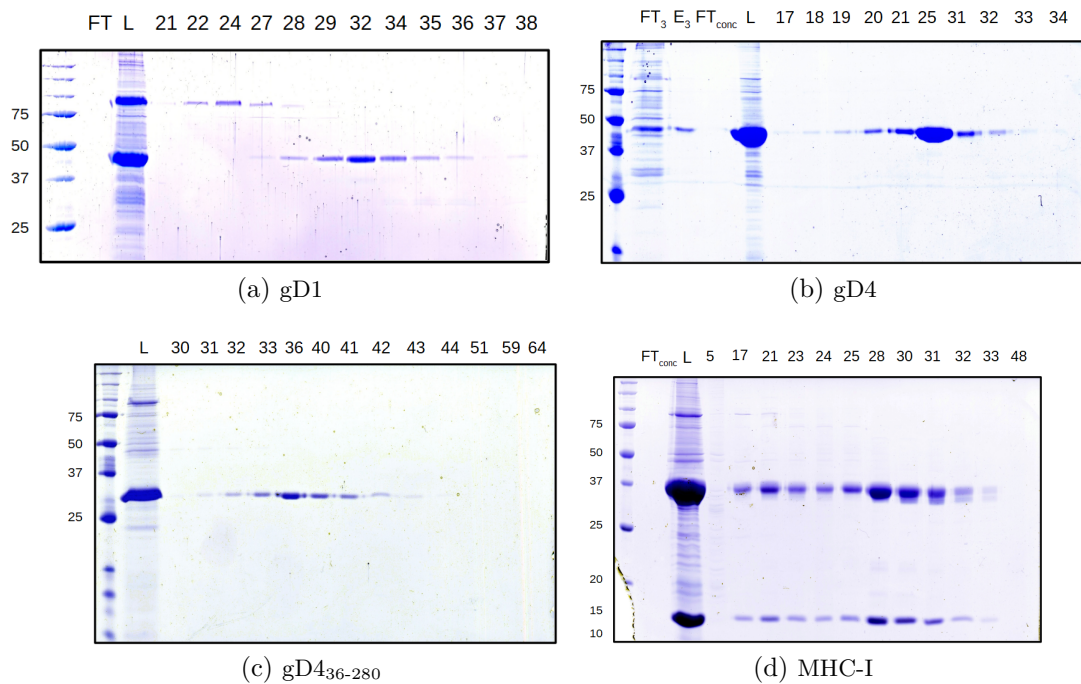 FT L 21 22 24 27 28 29 32 34 35 36 37 38
75
50
37
25
(a) gD1
FT₃ E₃ FT_conc L 17 18 19 20 21 25 31 32 33 34
75
50
37
25
(b) gD4
L 30 31 32 33 36 40 41 42 43 44 51 59 64
75
50
37
25
(c) gD4₃₆₋₂₈₀
FT_conc L 5 17 21 23 24 25 28 30 31 32 33 48
75
50
37
25
20
15
10
(d) MHC-I